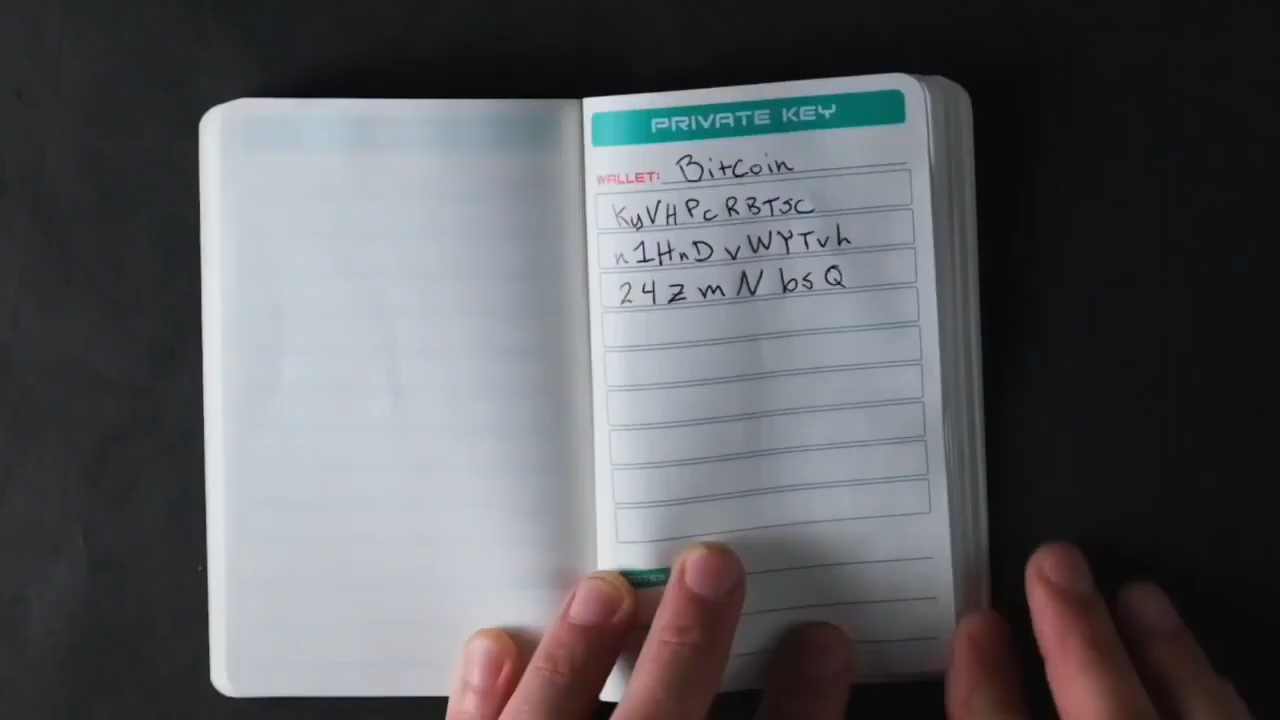 PRIVATE KEY
WALLET: Bitcoin
KyVHPcRBTSC
n1HnDvWYTvh
24zmNbsQ